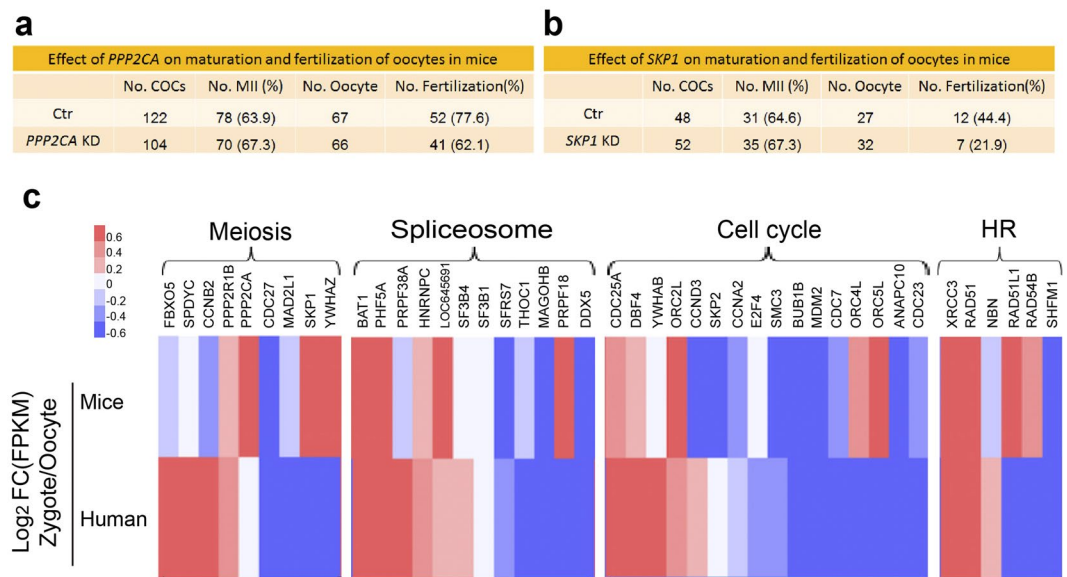 a
Effect of PPP2CA on maturation and fertilization of oocytes in mice
No. COCs No. MII (%) No. Oocyte No. Fertilization(%)
Ctr 122 78 (63.9) 67 52 (77.6)
PPP2CA KD 104 70 (67.3) 66 41 (62.1)
b
Effect of SKP1 on maturation and fertilization of oocytes in mice
No. COCs No. MII (%) No. Oocyte No. Fertilization(%)
Ctr 48 31 (64.6) 27 12 (44.4)
SKP1 KD 52 35 (67.3) 32 7 (21.9)
c
0.6
0.4
0.2
0
-0.2
-0.4
-0.6
Meiosis Spliceosome Cell cycle HR
FBXO5
SPDYC
CCNB2
PPP2R1B
PPP2CA
CDC27
MAD2L1
SKP1
YWHAZ
BAT1
PHF5A
PRPF38A
HNRNPC
LOC645691
SF3B4
SF3B1
SFRS7
THOC1
MAGOHB
PRPF18
DDX5
CDC25A
DBF4
YWHAB
ORC2L
CCND3
SKP2
CCNA2
E2F4
SMC3
BUB1B
MDM2
CDC7
ORC4L
ORC5L
ANAPC10
CDC23
XRCC3
RAD51
NBN
RAD51L1
RAD54B
SHFM1
Log2 FC(FPKM)
Zygote/Oocyte
Mice
Human